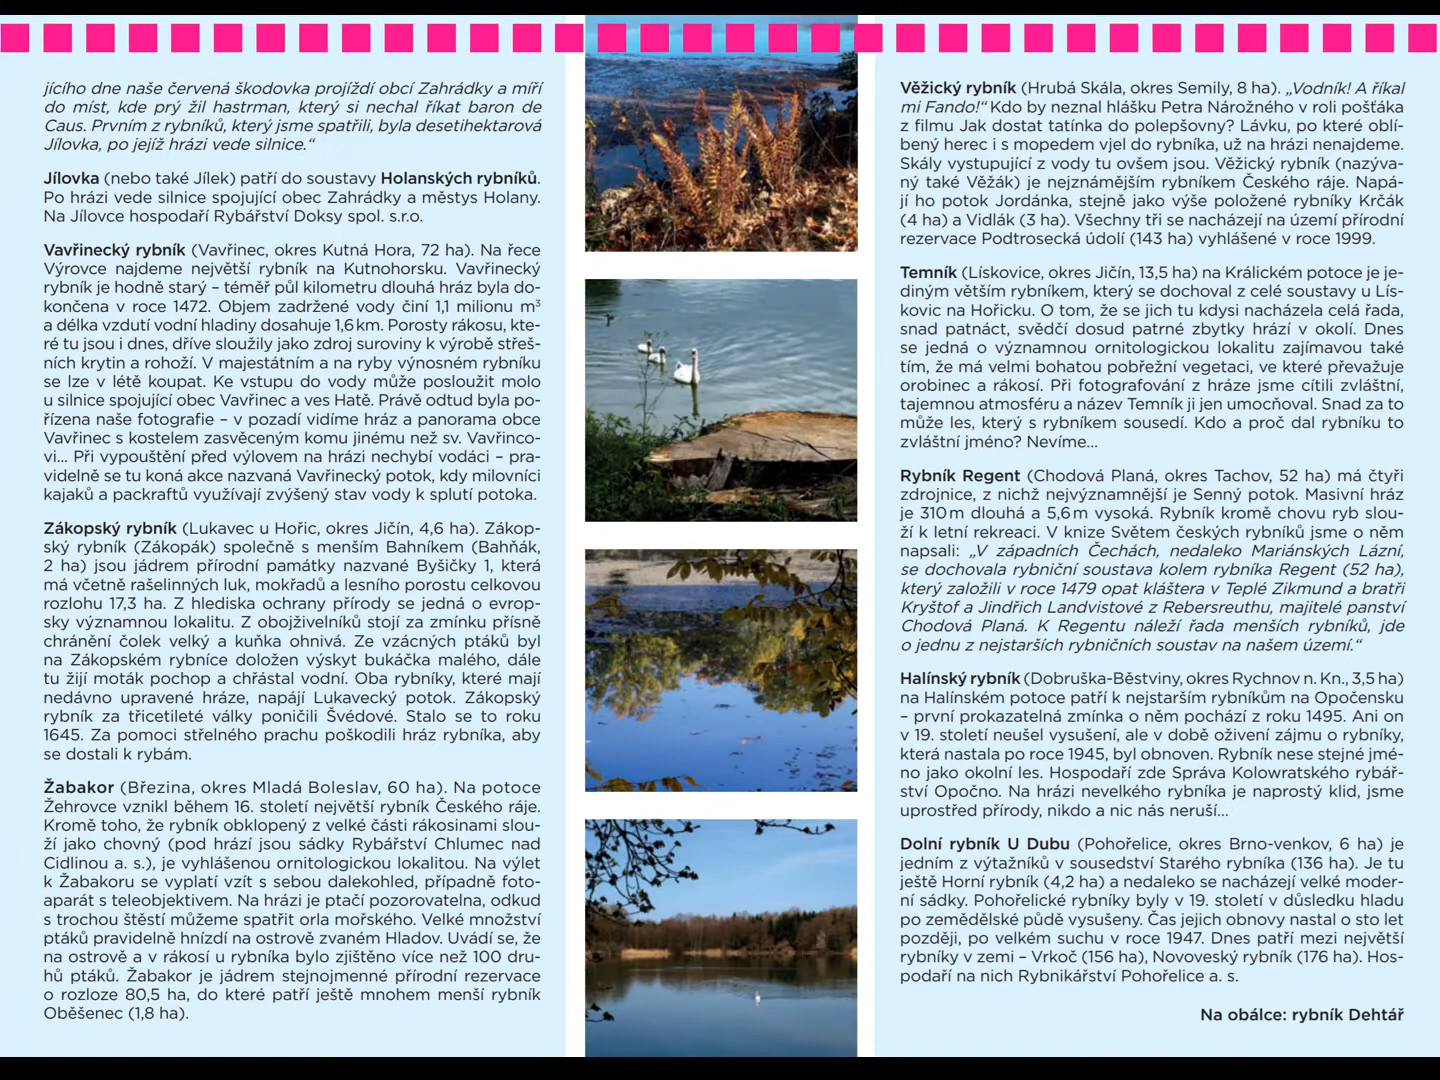 jícího dne naše červená škodovka projíždí obcí Zahrádky a míří
do míst, kde prý žil hastrman, který si nechal říkat baron de
Caus. Prvním z rybníků, který jsme spatřili, byla desetihektarová
Jílovka, po jejíž hrázi vede silnice.“
Jílovka (nebo také Jílek) patří do soustavy Holanských rybníků.
Po hrázi vede silnice spojující obec Zahrádky a městys Holany.
Na Jílovce hospodaří Rybářství Doksy spol. s.r.o.
Vavřinecký rybník (Vavřinec, okres Kutná Hora, 72 ha). Na řece
Výrovce najdeme největší rybník na Kutnohorsku. Vavřinecký
rybník je hodně starý – téměř půl kilometru dlouhá hráz byla do-
končena v roce 1472. Objem zadržené vody činí 1,1 milionu m³
a délka vzdutí vodní hladiny dosahuje 1,6 km. Porosty rákosu, kte-
ré tu jsou i dnes, dříve sloužily jako zdroj suroviny k výrobě střeš-
ních krytin a rohoží. V majestátním a na ryby výnosném rybníku
se lze v létě koupat. Ke vstupu do vody může posloužit molo
u silnice spojující obec Vavřinec a ves Hatě. Právě odtud byla po-
řízena naše fotografie – v pozadí vidíme hráz a panorama obce
Vavřinec s kostelem zasvěceným komu jinému než sv. Vavřinco-
vi... Při vypouštění před výlovem na hrázi nechybí vodáci – pra-
videlně se tu koná akce nazvaná Vavřinecký potok, kdy milovníci
kajaků a packraftů využívají zvýšený stav vody k splutí potoka.
Zákopský rybník (Lukavec u Hořic, okres Jičín, 4,6 ha). Zákop-
ský rybník (Zákopák) společně s menším Bahníkem (Bahňák,
2 ha) jsou jádrem přírodní památky nazvané Byšičky 1, která
má včetně rašelinných luk, mokřadů a lesního porostu celkovou
rozlohu 17,3 ha. Z hlediska ochrany přírody se jedná o evrop-
sky významnou lokalitu. Z obojživelníků stojí za zmínku přísně
chránění čolek velký a kuňka ohnivá. Ze vzácných ptáků byl
na Zákopském rybníce doložen výskyt bukáčka malého, dále
tu žijí moták pochop a chřástal vodní. Oba rybníky, které mají
nedávno upravené hráze, napájí Lukavecký potok. Zákopský
rybník za třicetileté války poničili Švédové. Stalo se to roku
1645. Za pomoci střelného prachu poškodili hráz rybníka, aby
se dostali k rybám.
Žabakor (Březina, okres Mladá Boleslav, 60 ha). Na potoce
Žehrovce vznikl během 16. století největší rybník Českého ráje.
Kromě toho, že rybník obklopený z velké části rákosinami slou-
ží jako chovný (pod hrází jsou sádky Rybářství Chlumec nad
Cidlinou a. s.), je vyhlášenou ornitologickou lokalitou. Na výlet
k Žabakoru se vyplatí vzít s sebou dalekohled, případně foto-
aparát s teleobjektivem. Na hrázi je ptačí pozorovatelna, odkud
s trochou štěstí můžeme spatřit orla mořského. Velké množství
ptáků pravidelně hnízdí na ostrově zvaném Hladov. Uvádí se, že
na ostrově a v rákosí u rybníka bylo zjištěno více než 100 dru-
hů ptáků. Žabakor je jádrem stejnojmenné přírodní rezervace
o rozloze 80,5 ha, do které patří ještě mnohem menší rybník
Oběšenec (1,8 ha).
Věžický rybník (Hrubá Skála, okres Semily, 8 ha). „Vodník! A říkal
mi Fando!“ Kdo by neznal hlášku Petra Nárožného v roli pošťáka
z filmu Jak dostat tatínka do polepšovny? Lávku, po které oblí-
bený herec i s mopedem vjel do rybníka, už na hrázi nenajdeme.
Skály vystupující z vody tu ovšem jsou. Věžický rybník (nazýva-
ný také Věžák) je nejznámějším rybníkem Českého ráje. Napá-
jí ho potok Jordánka, stejně jako výše položené rybníky Krčák
(4 ha) a Vidlák (3 ha). Všechny tři se nacházejí na území přírodní
rezervace Podtrosecká údolí (143 ha) vyhlášené v roce 1999.
Temník (Lískovice, okres Jičín, 13,5 ha) na Králickém potoce je je-
diným větším rybníkem, který se dochoval z celé soustavy u Lís-
kovic na Hořicku. O tom, že se jich tu kdysi nacházela celá řada,
snad patnáct, svědčí dosud patrné zbytky hrází v okolí. Dnes
se jedná o významnou ornitologickou lokalitu zajímavou také
tím, že má velmi bohatou pobřežní vegetaci, ve které převažuje
orobinec a rákosí. Při fotografování z hráze jsme cítili zvláštní,
tajemnou atmosféru a název Temník ji jen umocňoval. Snad za to
může les, který s rybníkem sousedí. Kdo a proč dal rybníku to
zvláštní jméno? Nevíme...
Rybník Regent (Chodová Planá, okres Tachov, 52 ha) má čtyři
zdrojnice, z nichž nejvýznamnější je Senný potok. Masivní hráz
je 310 m dlouhá a 5,6 m vysoká. Rybník kromě chovu ryb slou-
ží k letní rekreaci. V knize Světem českých rybníků jsme o něm
napsali: „V západních Čechách, nedaleko Mariánských Lázní,
se dochovala rybniční soustava kolem rybníka Regent (52 ha),
který založili v roce 1479 opat kláštera v Teplé Zikmund a bratři
Kryštof a Jindřich Landvistové z Rebersreuthu, majitelé panství
Chodová Planá. K Regentu náleží řada menších rybníků, jde
o jednu z nejstarších rybničních soustav na našem území.“
Halínský rybník (Dobruška-Běstviny, okres Rychnov n. Kn., 3,5 ha)
na Halínském potoce patří k nejstarším rybníkům na Opočensku
– první prokazatelná zmínka o něm pochází z roku 1495. Ani on
v 19. století neušel vysušení, ale v době oživení zájmu o rybníky,
která nastala po roce 1945, byl obnoven. Rybník nese stejné jmé-
no jako okolní les. Hospodaří zde Správa Kolowratského rybář-
ství Opočno. Na hrázi nevelkého rybníka je naprostý klid, jsme
uprostřed přírody, nikdo a nic nás neruší...
Dolní rybník U Dubu (Pohořelice, okres Brno-venkov, 6 ha) je
jedním z výtažníků v sousedství Starého rybníka (136 ha). Je tu
ještě Horní rybník (4,2 ha) a nedaleko se nacházejí velké moder-
ní sádky. Pohořelické rybníky byly v 19. století v důsledku hladu
po zemědělské půdě vysušeny. Čas jejich obnovy nastal o sto let
později, po velkém suchu v roce 1947. Dnes patří mezi největší
rybníky v zemi – Vrkoč (156 ha), Novoveský rybník (176 ha). Hos-
podaří na nich Rybnikářství Pohořelice a. s.
Na obálce: rybník Dehtář